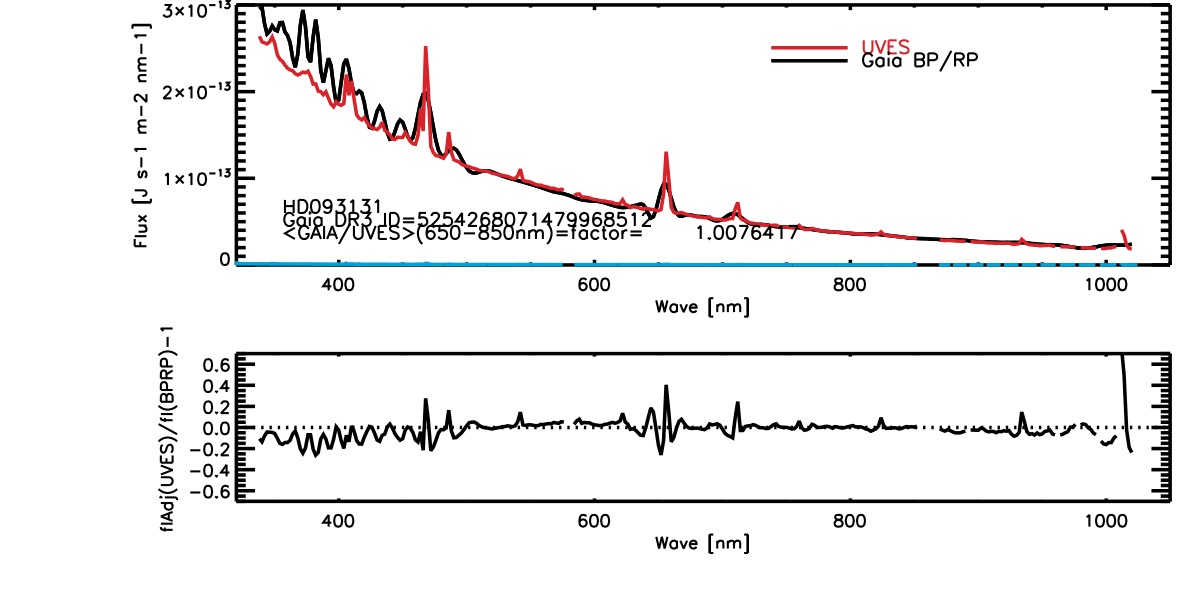 3×10−13
2×10−13
1×10−13
0
Flux [J s−1 m−2 nm−1]
UVES
Gaia BP/RP
HD093131
Gaia DR3 ID=5254268071479968512
<GAIA/UVES>(650−850nm)=factor= 1.0076417
400 600 800 1000
Wave [nm]
flAdj(UVES)/fl(BPRP)−1
0.6
0.4
0.2
0.0
−0.2
−0.4
−0.6
400 600 800 1000
Wave [nm]